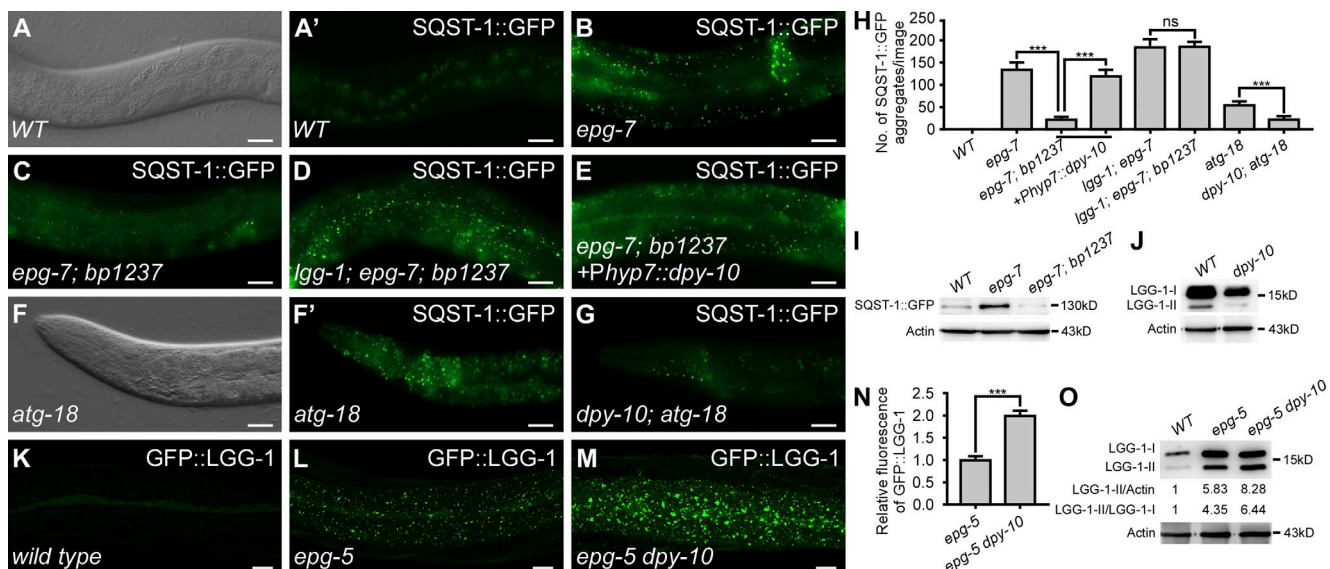 A
WT
A'
SQST-1::GFP
WT
B
SQST-1::GFP
epg-7
C
SQST-1::GFP
epg-7; bp1237
D
SQST-1::GFP
lgg-1; epg-7; bp1237
E
SQST-1::GFP
epg-7; bp1237
+Phyp7::dpy-10
F
atg-18
F'
SQST-1::GFP
atg-18
G
SQST-1::GFP
dpy-10; atg-18
K
GFP::LGG-1
wild type
L
GFP::LGG-1
epg-5
M
GFP::LGG-1
epg-5 dpy-10
H
No. of SQST-1::GFP
aggregates/image
250
200
150
100
50
0
*** *** ns ***
WT
epg-7
epg-7; bp1237
+Phyp7::dpy-10
lgg-1; epg-7
lgg-1; epg-7; bp1237
atg-18
dpy-10; atg-18
I
WT epg-7 epg-7; bp1237
SQST-1::GFP 130kD
Actin 43kD
J
WT dpy-10
LGG-1-I 15kD
LGG-1-II
Actin 43kD
N
Relative fluorescence
of GFP::LGG-1
2.5
2.0
1.5
1.0
0.5
0.0
***
epg-5
epg-5 dpy-10
O
WT epg-5 epg-5 dpy-10
LGG-1-I 15kD
LGG-1-II
LGG-1-II/Actin 1 5.83 8.28
LGG-1-II/LGG-1-I 1 4.35 6.44
Actin 43kD